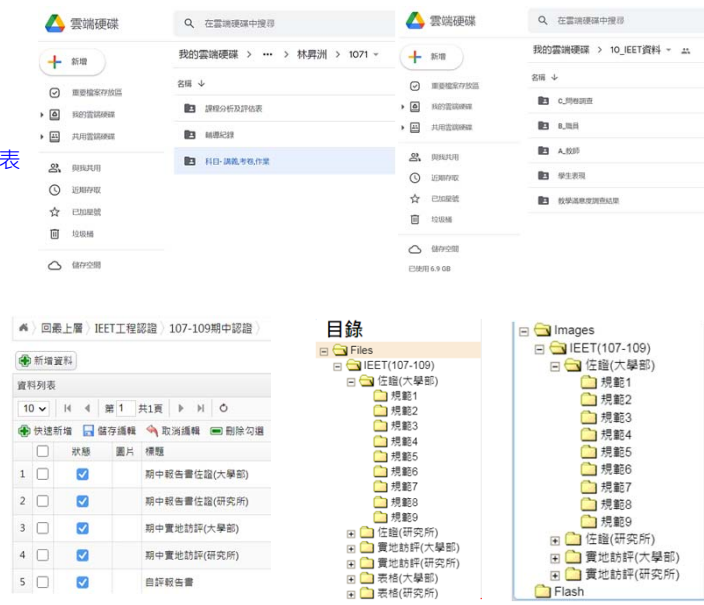 表
雲端硬碟
在雲端硬碟中搜尋
新增
重要檔案存放區
我的雲端硬碟
共用雲端硬碟
與我共用
近期存取
已加星號
垃圾桶
儲存空間
我的雲端硬碟 > ... > 林昇洲 > 1071
名稱
課程分析及評估表
輔導紀錄
科目-講義,考卷,作業
雲端硬碟
在雲端硬碟中搜尋
新增
重要檔案存放區
我的雲端硬碟
共用雲端硬碟
與我共用
近期存取
已加星號
垃圾桶
儲存空間
已使用 6.9 GB
我的雲端硬碟 > 10_IEET資料
名稱
C_問卷調查
B_職員
A_教師
學生表現
教學滿意度調查結果
回最上層 IEET工程認證 107-109期中認證
新增資料
資料列表
10 第 1 共1頁
快速新增 儲存編輯 取消編輯 刪除勾選
狀態 圖片 標題
1 期中報告書佐證(大學部)
2 期中報告書佐證(研究所)
3 期中實地訪評(大學部)
4 期中實地訪評(研究所)
5 自評報告書
目錄
Files
IEET(107-109)
佐證(大學部)
規範1
規範2
規範3
規範4
規範5
規範6
規範7
規範8
規範9
佐證(研究所)
實地訪評(大學部)
實地訪評(研究所)
表格(大學部)
表格(研究所)
Images
IEET(107-109)
佐證(大學部)
規範1
規範2
規範3
規範4
規範5
規範6
規範7
規範8
規範9
佐證(研究所)
實地訪評(大學部)
實地訪評(研究所)
Flash